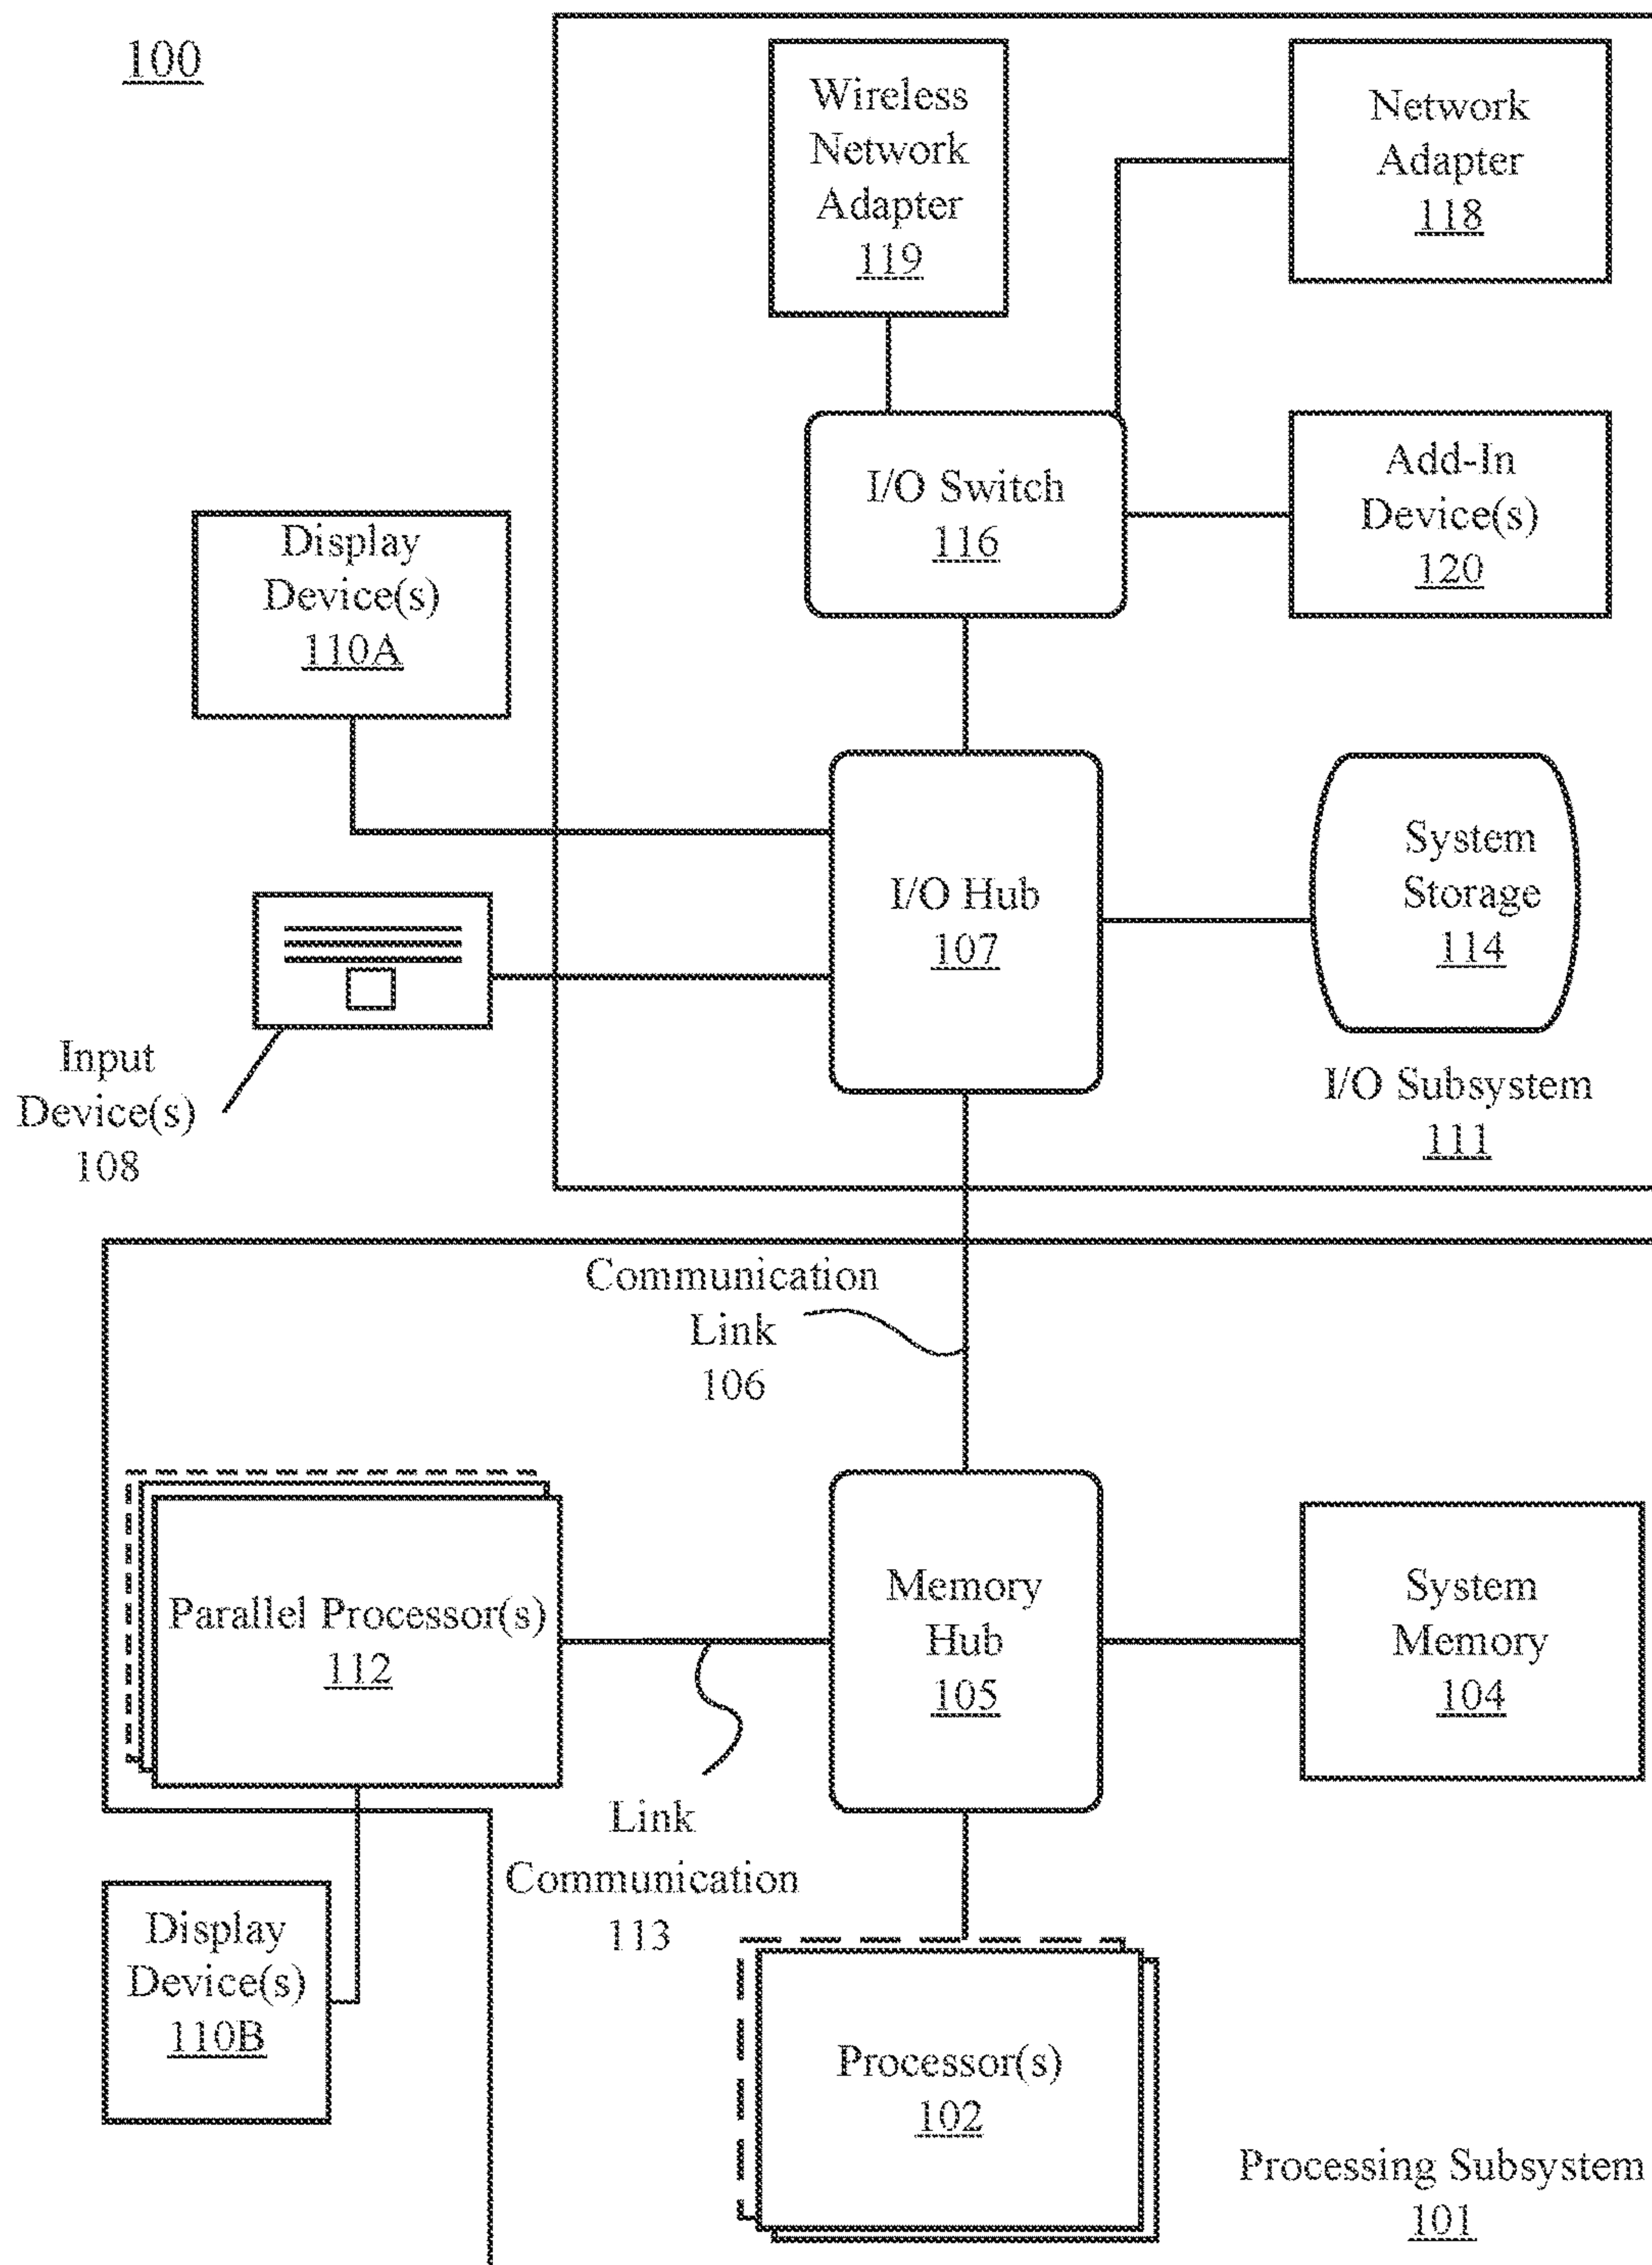 100
Wireless
Network
Adapter
119
Network
Adapter
118
I/O Switch
116
Add-In
Device(s)
120
Display
Device(s)
110A
I/O Hub
107
System
Storage
114
Input
Device(s)
108
I/O Subsystem
111
Communication
Link
106
Parallel Processor(s)
112
Memory
Hub
105
System
Memory
104
Link
Communication
113
Display
Device(s)
110B
Processor(s)
102
Processing Subsystem
101